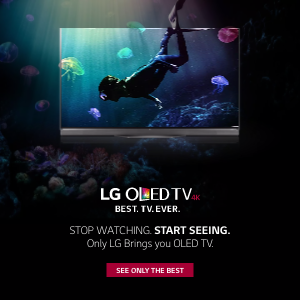 LG OLED TV 4K
BEST. TV. EVER.
STOP WATCHING. START SEEING.
Only LG Brings you OLED TV.
SEE ONLY THE BEST